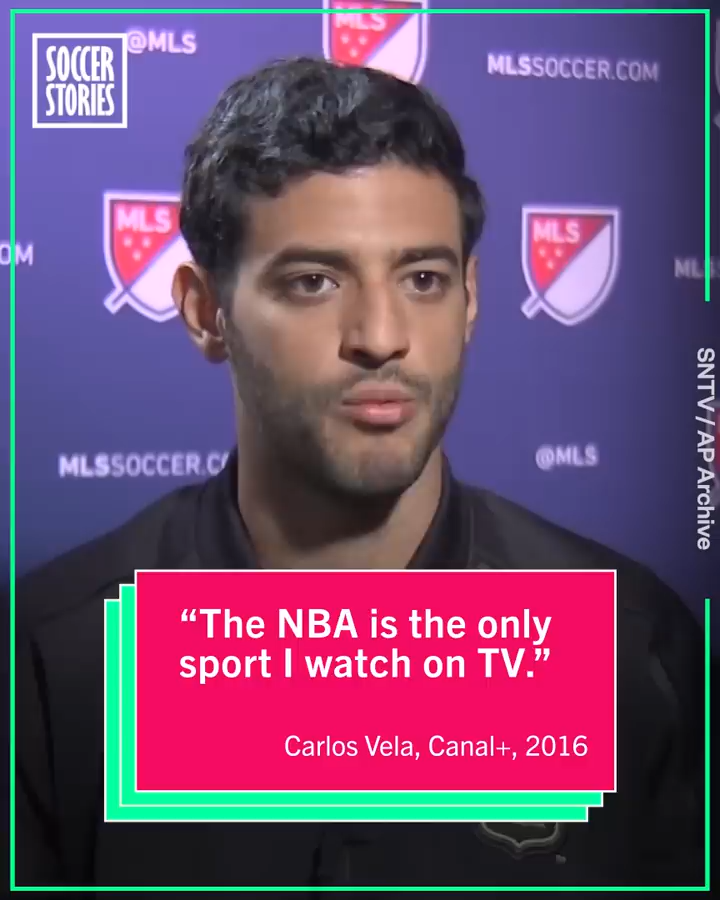 SOCCER
STORIES
@MLS
MLSSOCCER.COM
MLS
MLS
OM
MLS
SNTV / AP Archive
MLSSOCCER.C
@MLS
“The NBA is the only
sport I watch on TV.”
Carlos Vela, Canal+, 2016